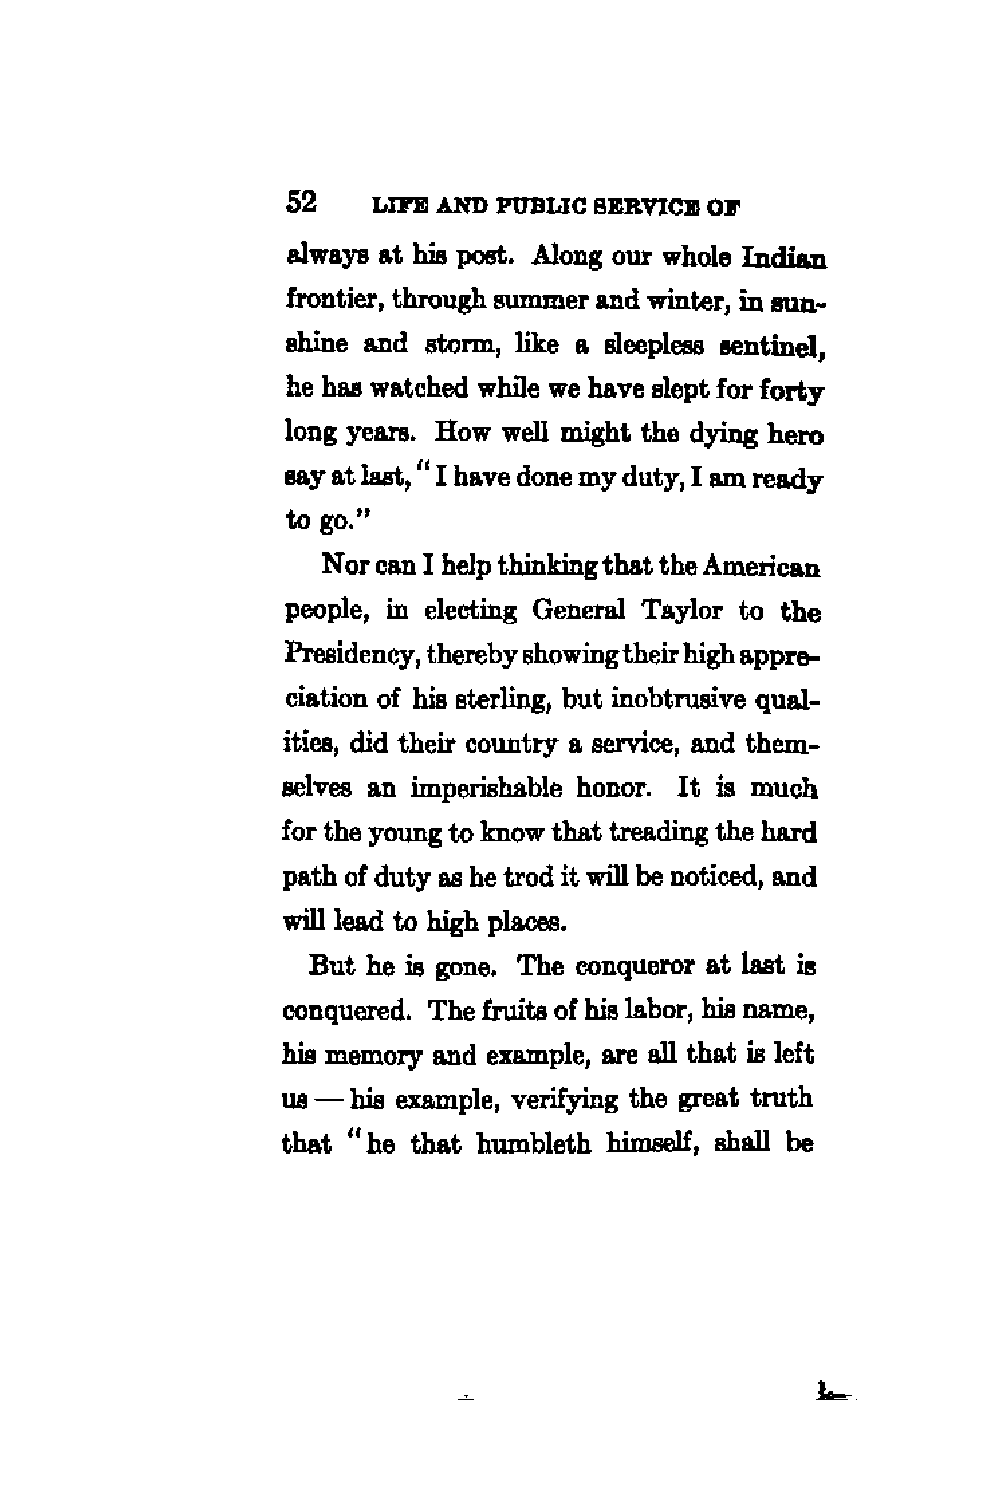 52 LIFE AND PUBLIC SERVICE OF
always at his post. Along our whole Indian
frontier, through summer and winter, in sun-
shine and storm, like a sleepless sentinel,
he has watched while we have slept for forty
long years. How well might the dying hero
say at last, "I have done my duty, I am ready
to go."
Nor can I help thinking that the American
people, in electing General Taylor to the
Presidency, thereby showing their high appre-
ciation of his sterling, but inobtrusive qual-
ities, did their country a service, and them-
selves an imperishable honor. It is much
for the young to know that treading the hard
path of duty as he trod it will be noticed, and
will lead to high places.
But he is gone. The conqueror at last is
conquered. The fruits of his labor, his name,
his memory and example, are all that is left
us — his example, verifying the great truth
that "he that humbleth himself, shall be